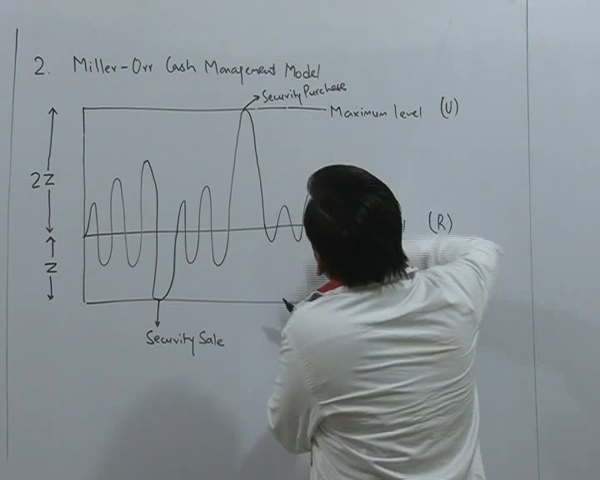 2. Miller-Orr Cash Management Model
Security Purchase
Maximum level (U)
2Z
(R)
Z
Security Sale